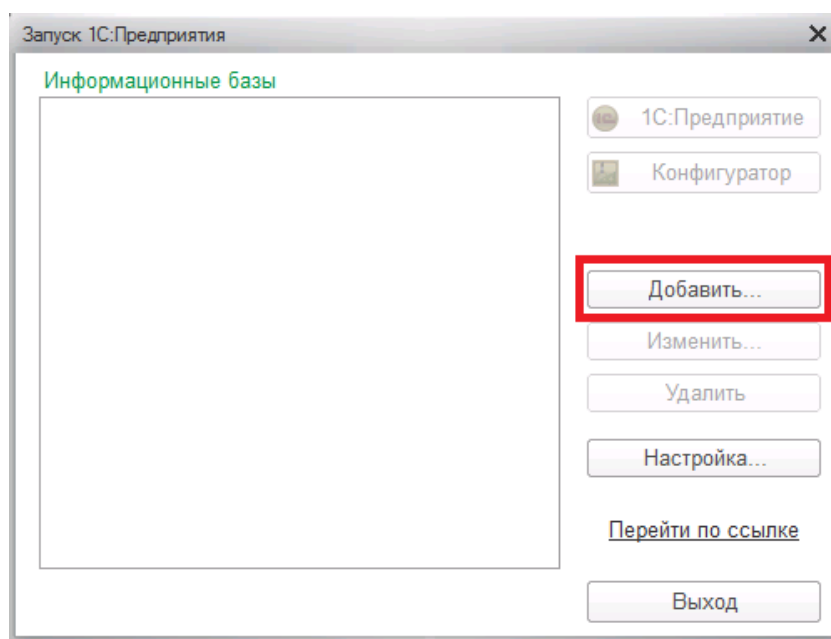 Запуск 1С:Предприятия
Информационные базы
1С:Предприятие
Конфигуратор
Добавить...
Изменить...
Удалить
Настройка...
Перейти по ссылке
Выход